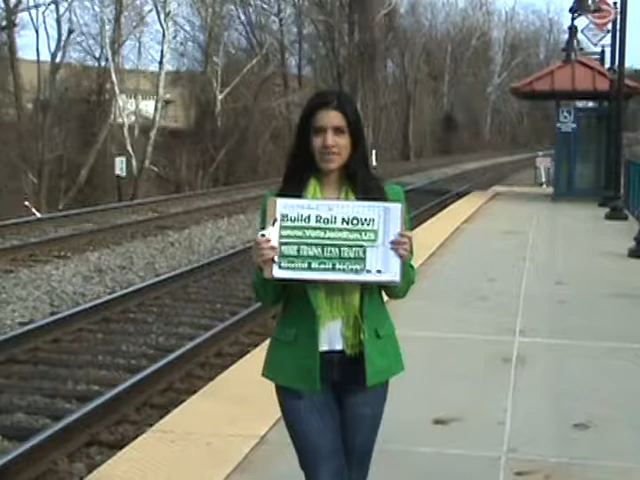 Build Rail NOW!
www.VoteJoinRun.US
MORE TRAINS, LESS TRAFFIC
Build Rail NOW!